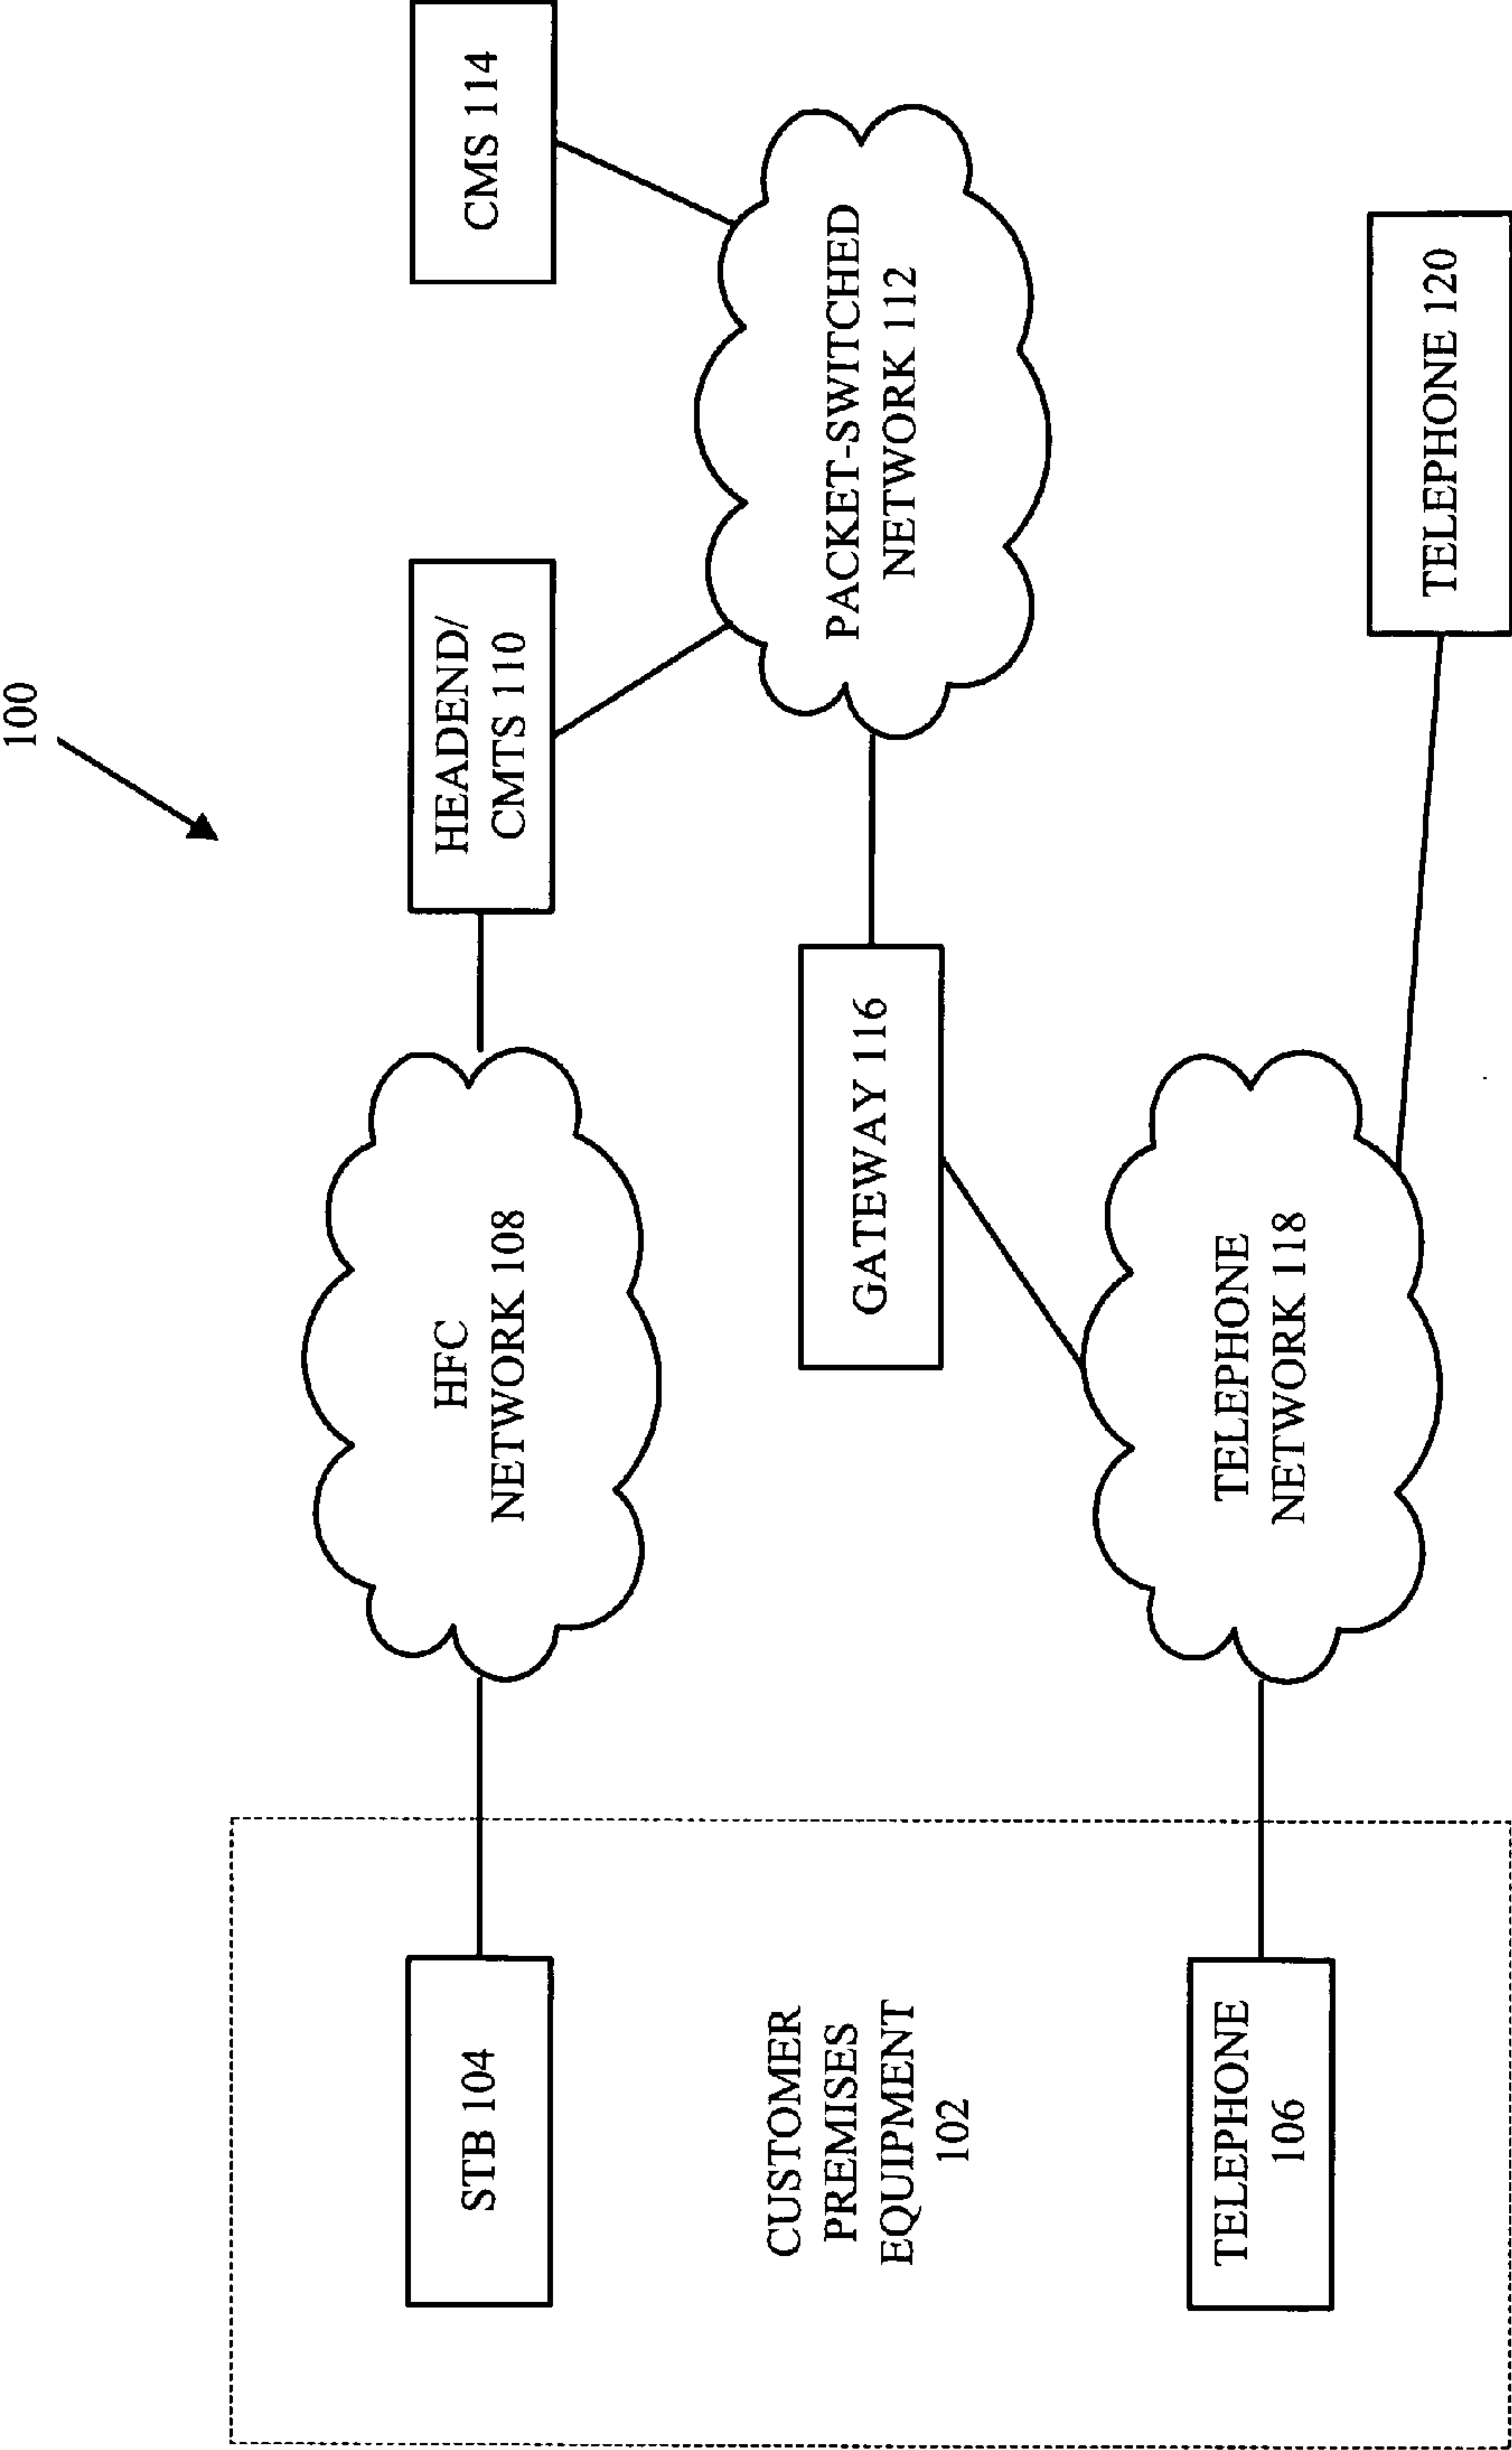 100
STB 104
HFC
NETWORK 108
HEADEND/
CMTS 110
CMS 114
CUSTOMER
PREMISES
EQUIPMENT
102
GATEWAY 116
PACKET-SWITCHED
NETWORK 112
TELEPHONE
106
TELEPHONE
NETWORK 118
TELEPHONE 120